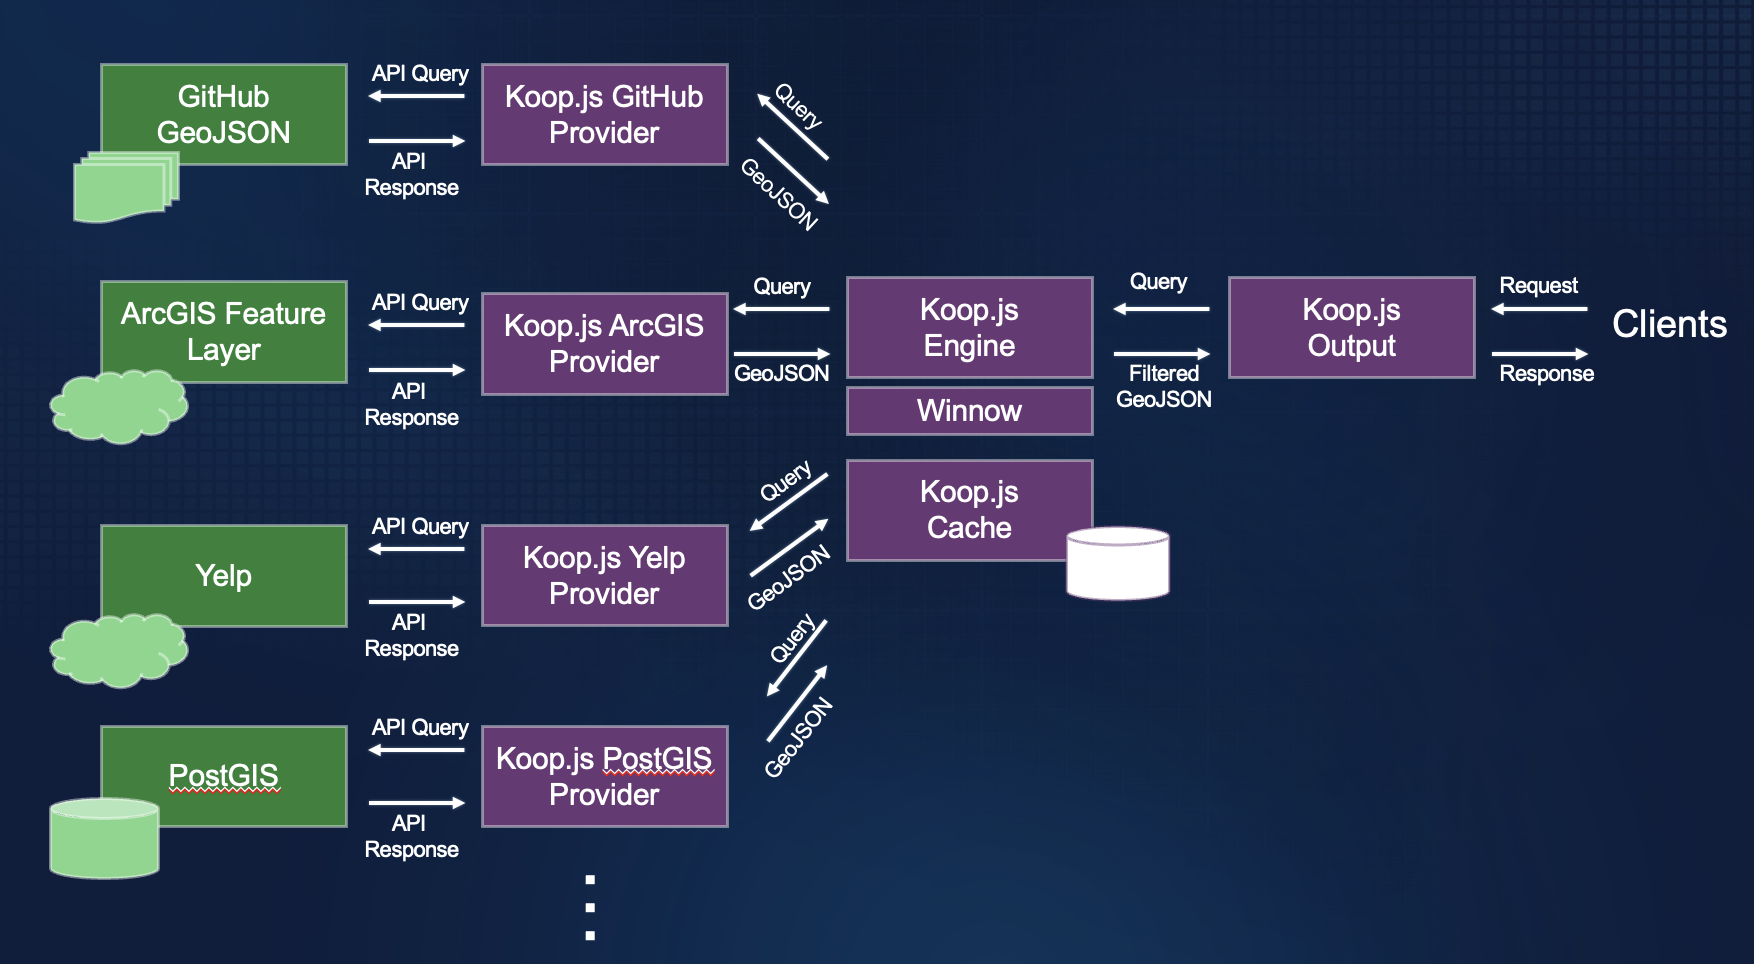 GitHub
GeoJSON
API Query
API
Response
Koop.js GitHub
Provider
Query
GeoJSON
ArcGIS Feature
Layer
API Query
API
Response
Koop.js ArcGIS
Provider
Query
GeoJSON
Koop.js
Engine
Winnow
Query
Filtered
GeoJSON
Koop.js
Output
Request
Response
Clients
Koop.js
Cache
Yelp
API Query
API
Response
Koop.js Yelp
Provider
Query
GeoJSON
PostGIS
API Query
API
Response
Koop.js PostGIS
Provider
Query
GeoJSON